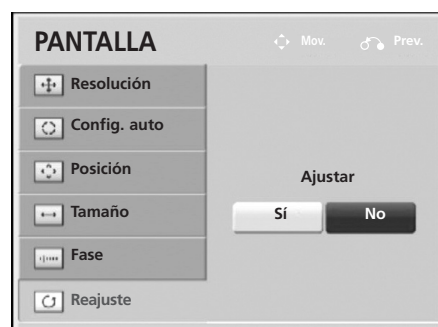 PANTALLA
Mov. Prev.
Resolución
Config. auto
Posición
Tamaño
Fase
Reajuste
Ajustar
Sí No